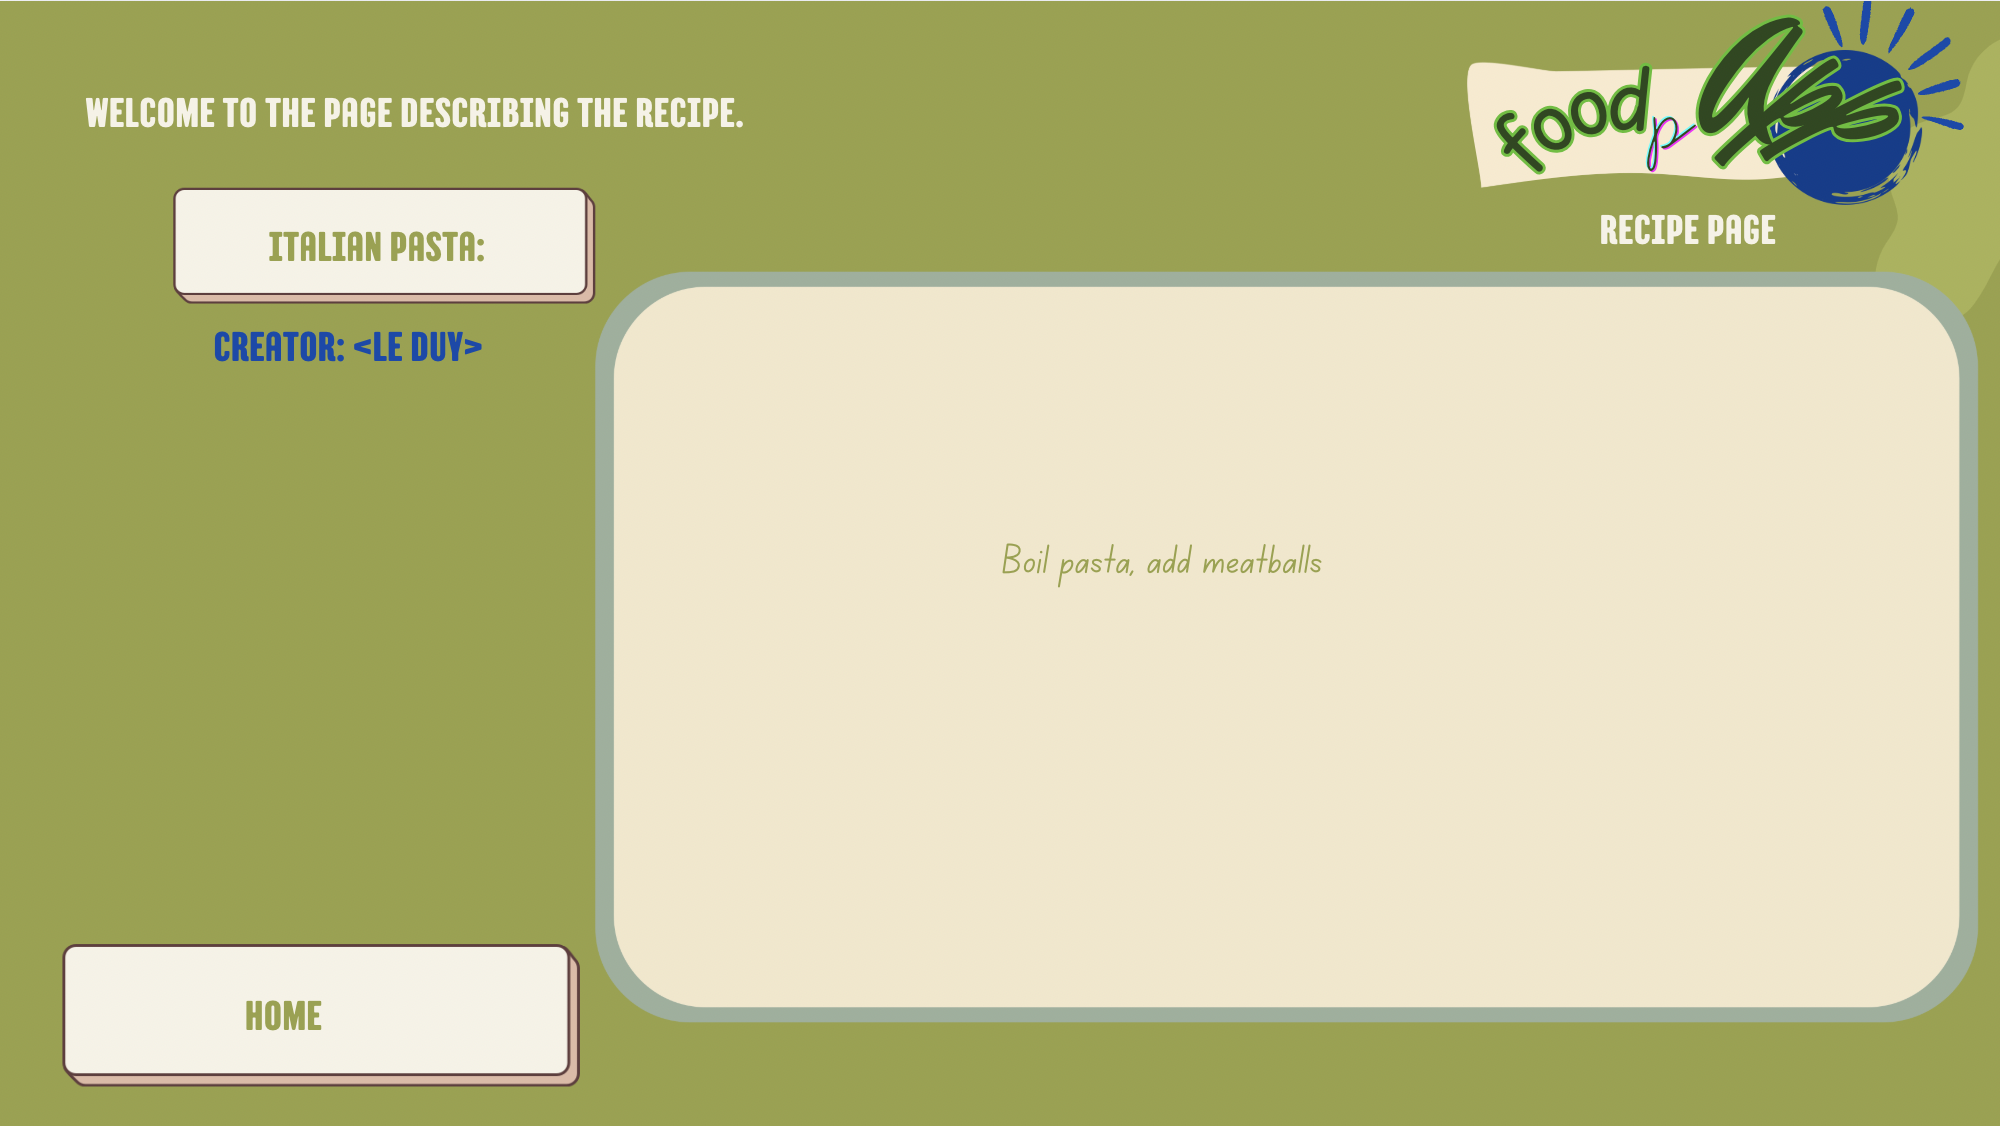 WELCOME TO THE PAGE DESCRIBING THE RECIPE.
food p Ass
RECIPE PAGE
ITALIAN PASTA:
CREATOR: <LE DUY>
Boil pasta, add meatballs
HOME